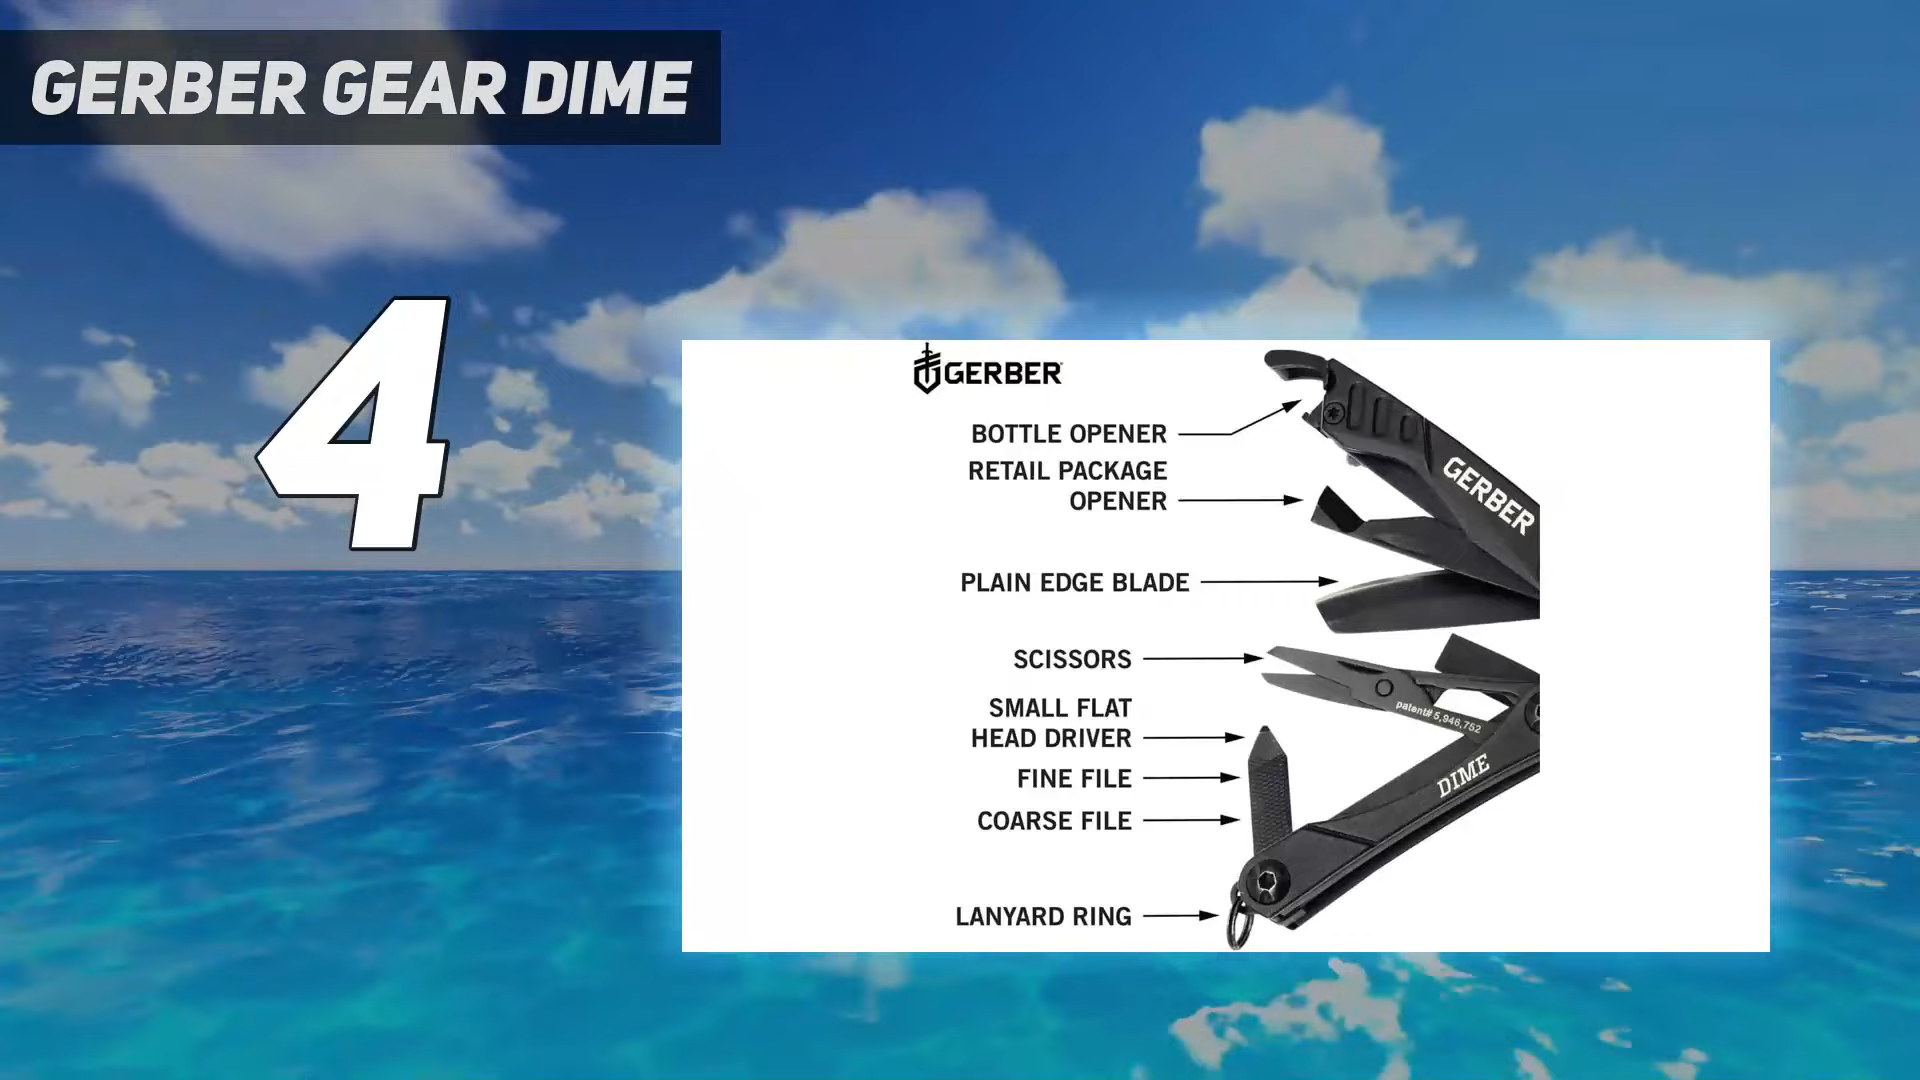 GERBER GEAR DIME
4
GERBER
BOTTLE OPENER
RETAIL PACKAGE
OPENER
GERBER
PLAIN EDGE BLADE
SCISSORS
patent# 5,946,752
SMALL FLAT
HEAD DRIVER
FINE FILE
DIME
COARSE FILE
LANYARD RING